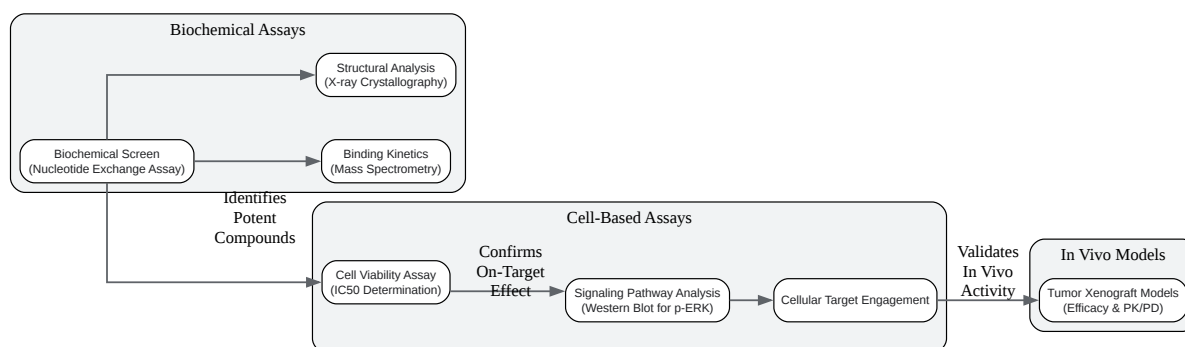 Biochemical Assays
Structural Analysis
(X-ray Crystallography)
Biochemical Screen
(Nucleotide Exchange Assay)
Binding Kinetics
(Mass Spectrometry)
Identifies
Potent
Compounds
Cell-Based Assays
Cell Viability Assay
(IC50 Determination)
Confirms
On-Target
Effect
Signaling Pathway Analysis
(Western Blot for p-ERK)
Cellular Target Engagement
Validates
In Vivo
Activity
In Vivo Models
Tumor Xenograft Models
(Efficacy & PK/PD)